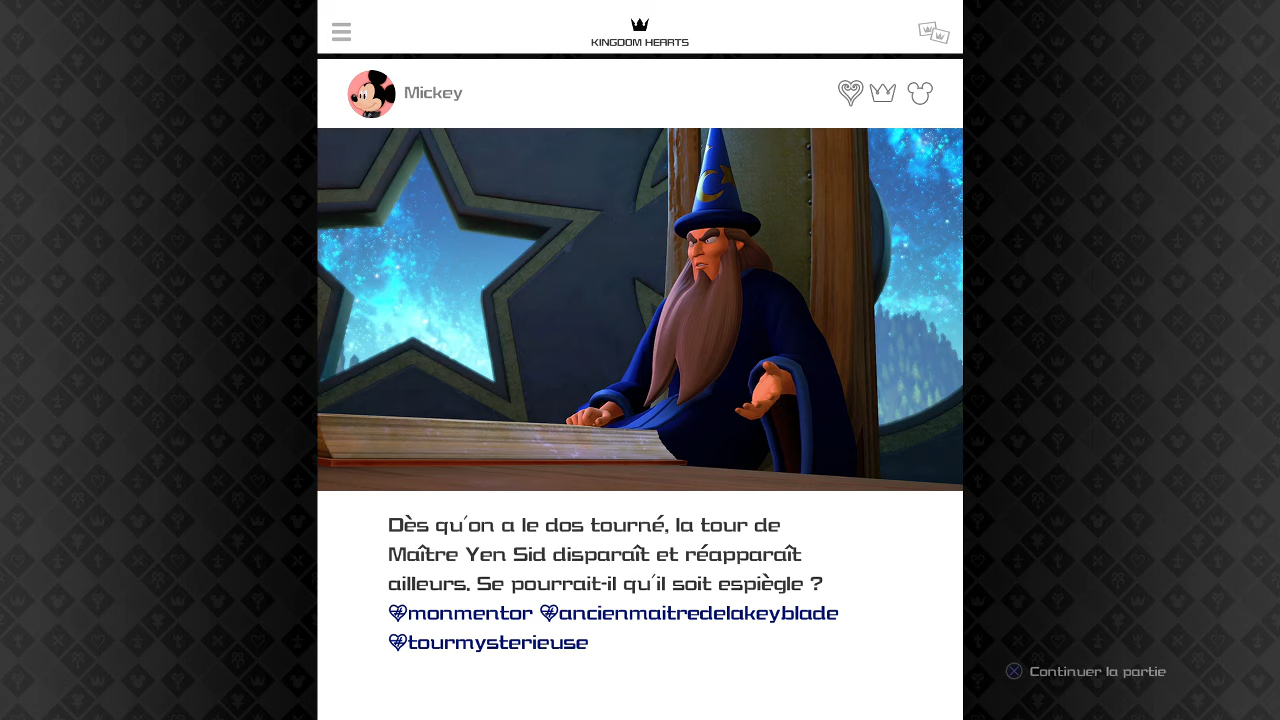 KINGDOM HEARTS
Mickey
Dès qu'on a le dos tourné, la tour de
Maître Yen Sid disparaît et réapparaît
ailleurs. Se pourrait-il qu'il soit espiègle ?
#monmentor #ancienmaitredelakeyblade
#tourmysterieuse
Continuer la partie